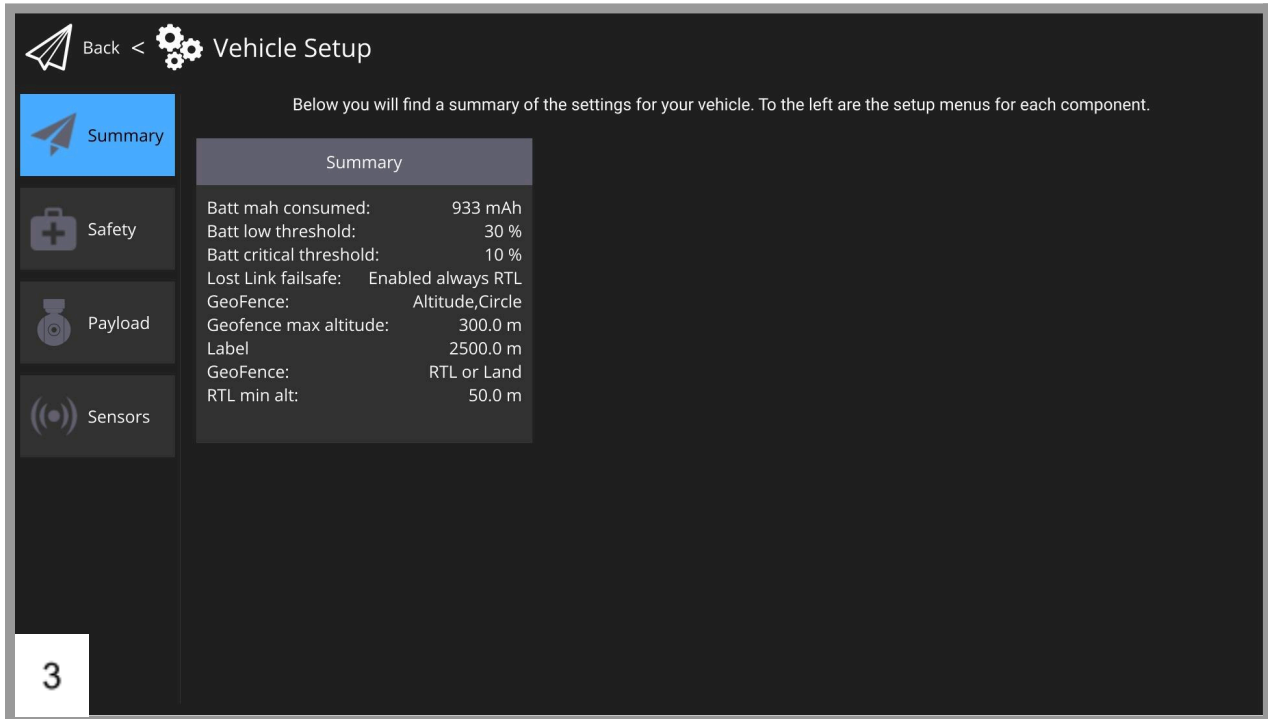 Back < Vehicle Setup
Below you will find a summary of the settings for your vehicle. To the left are the setup menus for each component.
Summary
Safety
Payload
Sensors
Summary
Batt mah consumed: 933 mAh
Batt low threshold: 30 %
Batt critical threshold: 10 %
Lost Link failsafe: Enabled always RTL
GeoFence: Altitude,Circle
Geofence max altitude: 300.0 m
Label 2500.0 m
GeoFence: RTL or Land
RTL min alt: 50.0 m
3